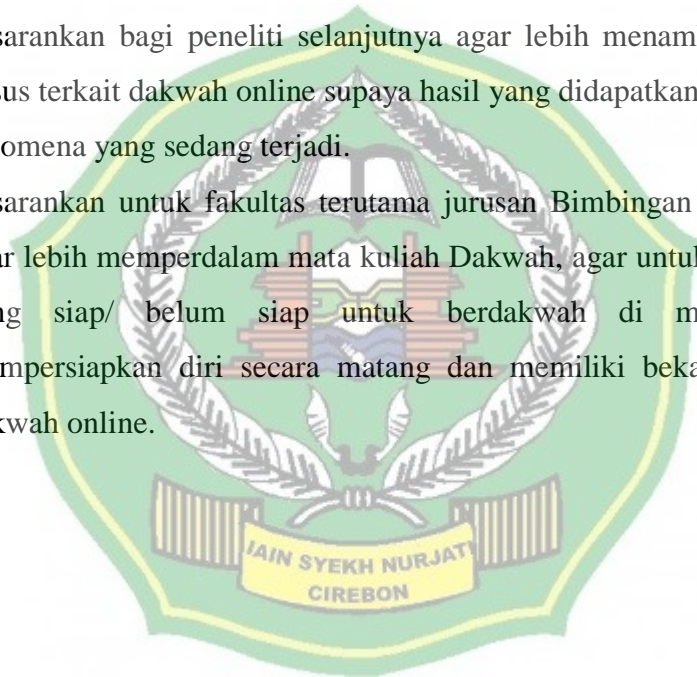 sarankan bagi peneliti selanjutnya agar lebih menam
sus terkait dakwah online supaya hasil yang didapatkan
omena yang sedang terjadi.
sarankan untuk fakultas terutama jurusan Bimbingan
ar lebih memperdalam mata kuliah Dakwah, agar untuk
ng siap/ belum siap untuk berdakwah di m
mpersiapkan diri secara matang dan memiliki beka
kwah online.
IAIN SYEKH NURJATI
CIREBON